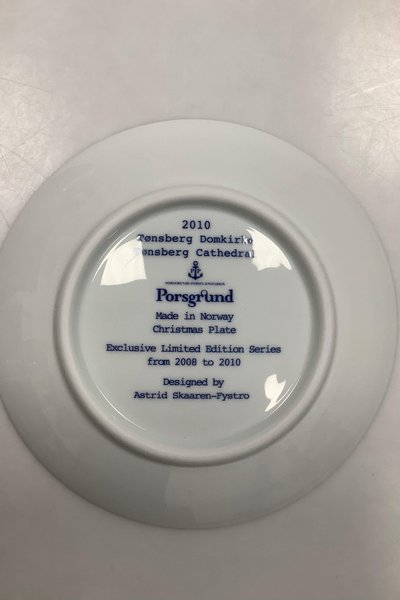 2010
Tønsberg Domkirke
Tønsberg Cathedral
Porsgrund
Made in Norway
Christmas Plate
Exclusive Limited Edition Series
from 2008 to 2010
Designed by
Astrid Skaaren-Fystro